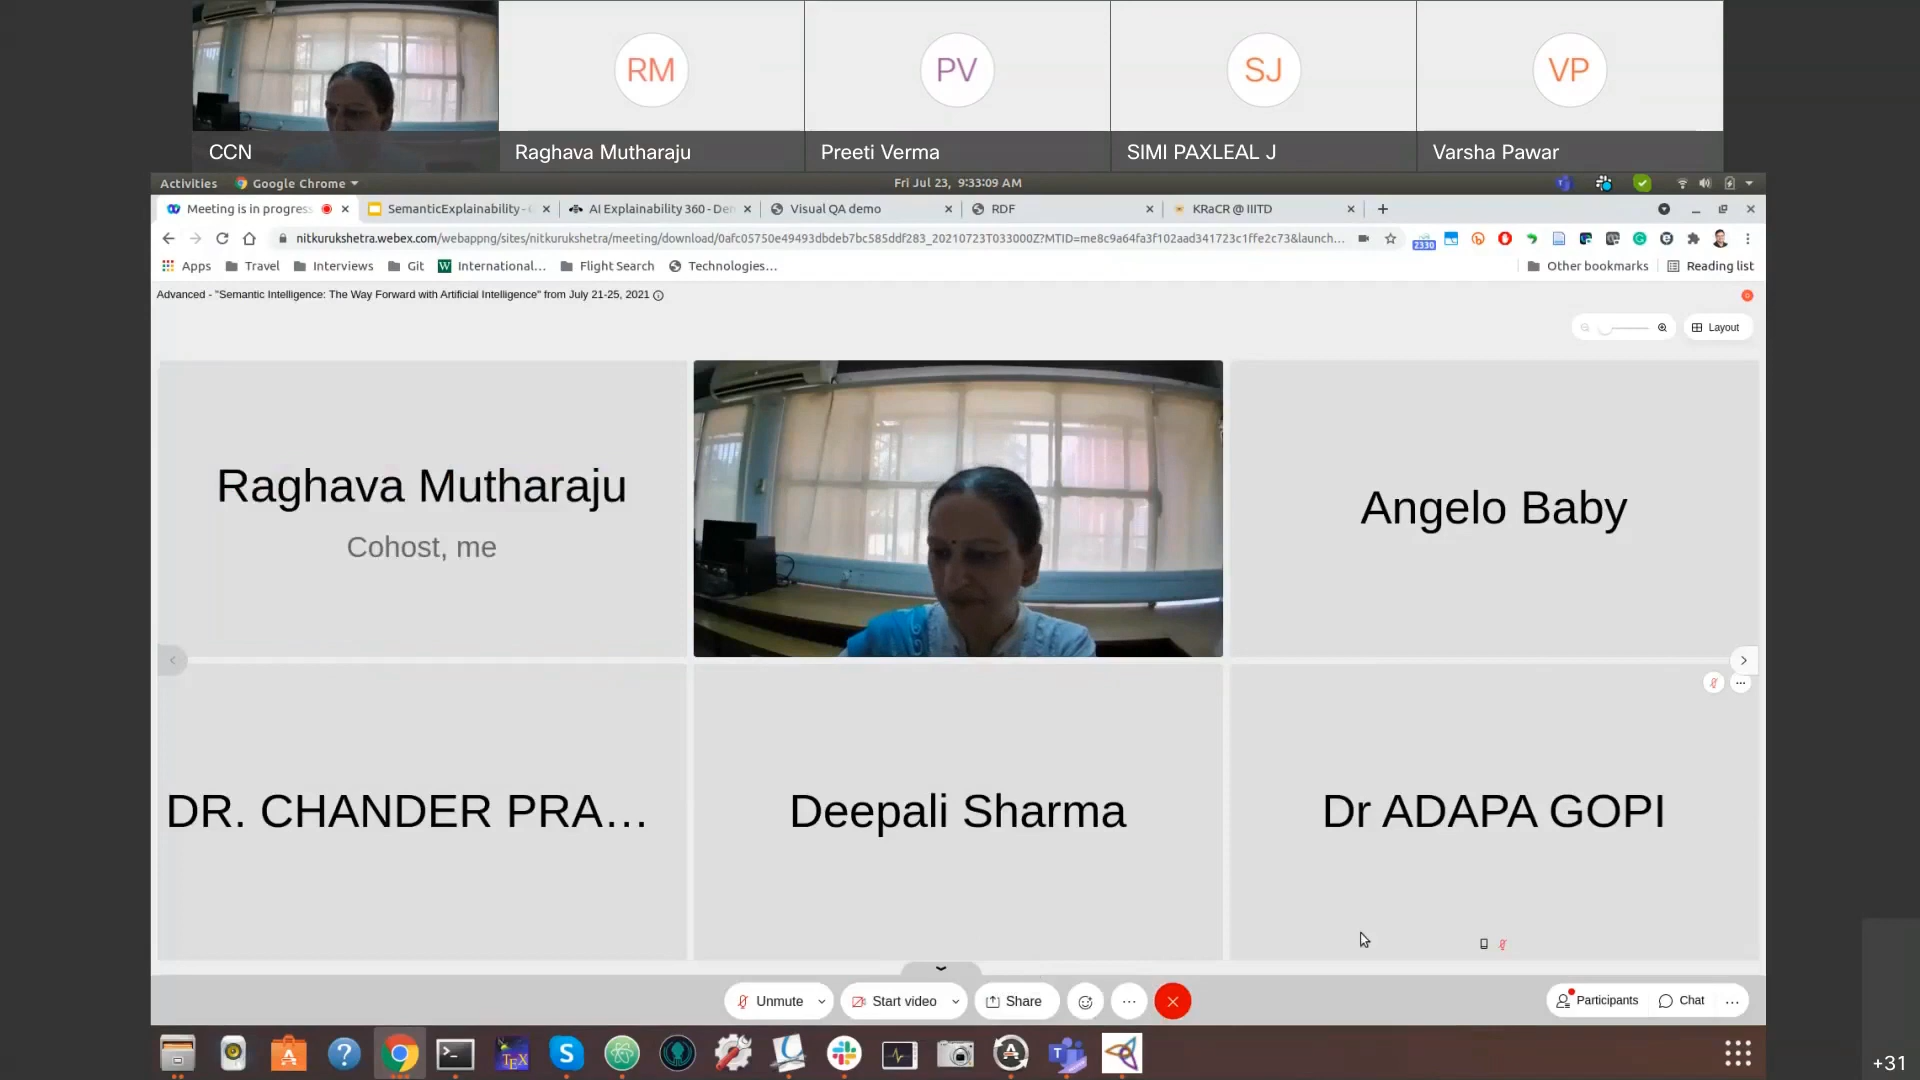 RM
PV
SJ
VP
CCN
Raghava Mutharaju
Preeti Verma
SIMI PAXLEAL J
Varsha Pawar
Activities
Google Chrome
Fri Jul 23, 9:33:09 AM
Meeting is in progress
SemanticExplainability -
AI Explainability 360 - Den
Visual QA demo
RDF
KRaCR @ IIITD
nitkurukshetra.webex.com/webappng/sites/nitkurukshetra/meeting/download/0afc05750e49493dbdeb7bc585ddf283_20210723T033000Z?MTID=me8c9a64fa3f102aad341723c1ffe2c73&launch...
2330
Apps
Travel
Interviews
Git
International...
Flight Search
Technologies...
Other bookmarks
Reading list
Advanced - "Semantic Intelligence: The Way Forward with Artificial Intelligence" from July 21-25, 2021
Layout
Raghava Mutharaju
Cohost, me
Angelo Baby
DR. CHANDER PRA...
Deepali Sharma
Dr ADAPA GOPI
Unmute
Start video
Share
Participants
Chat
TEX
+31